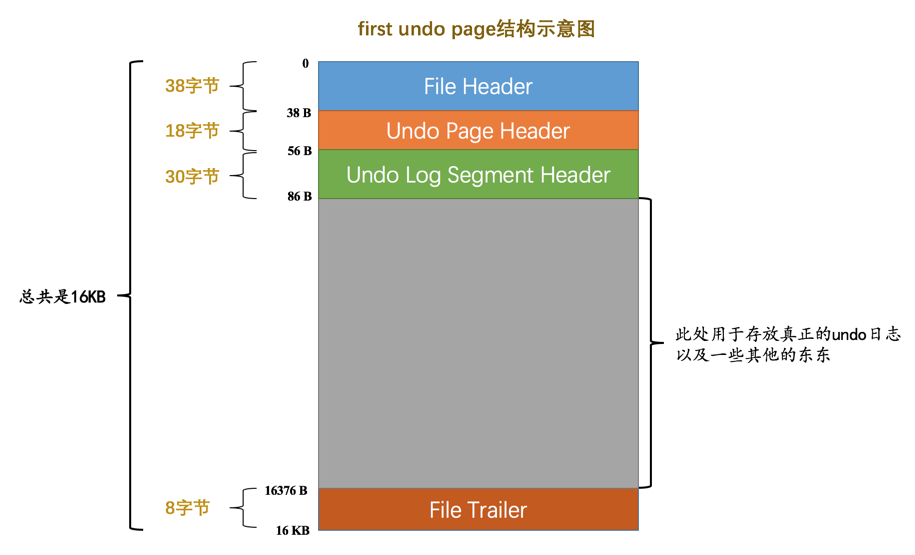 first undo page结构示意图
0
File Header
38字节
38 B
Undo Page Header
18字节
56 B
Undo Log Segment Header
30字节
86 B
总共是16KB
此处用于存放真正的undo日志
以及一些其他的东东
16376 B
File Trailer
8字节
16 KB